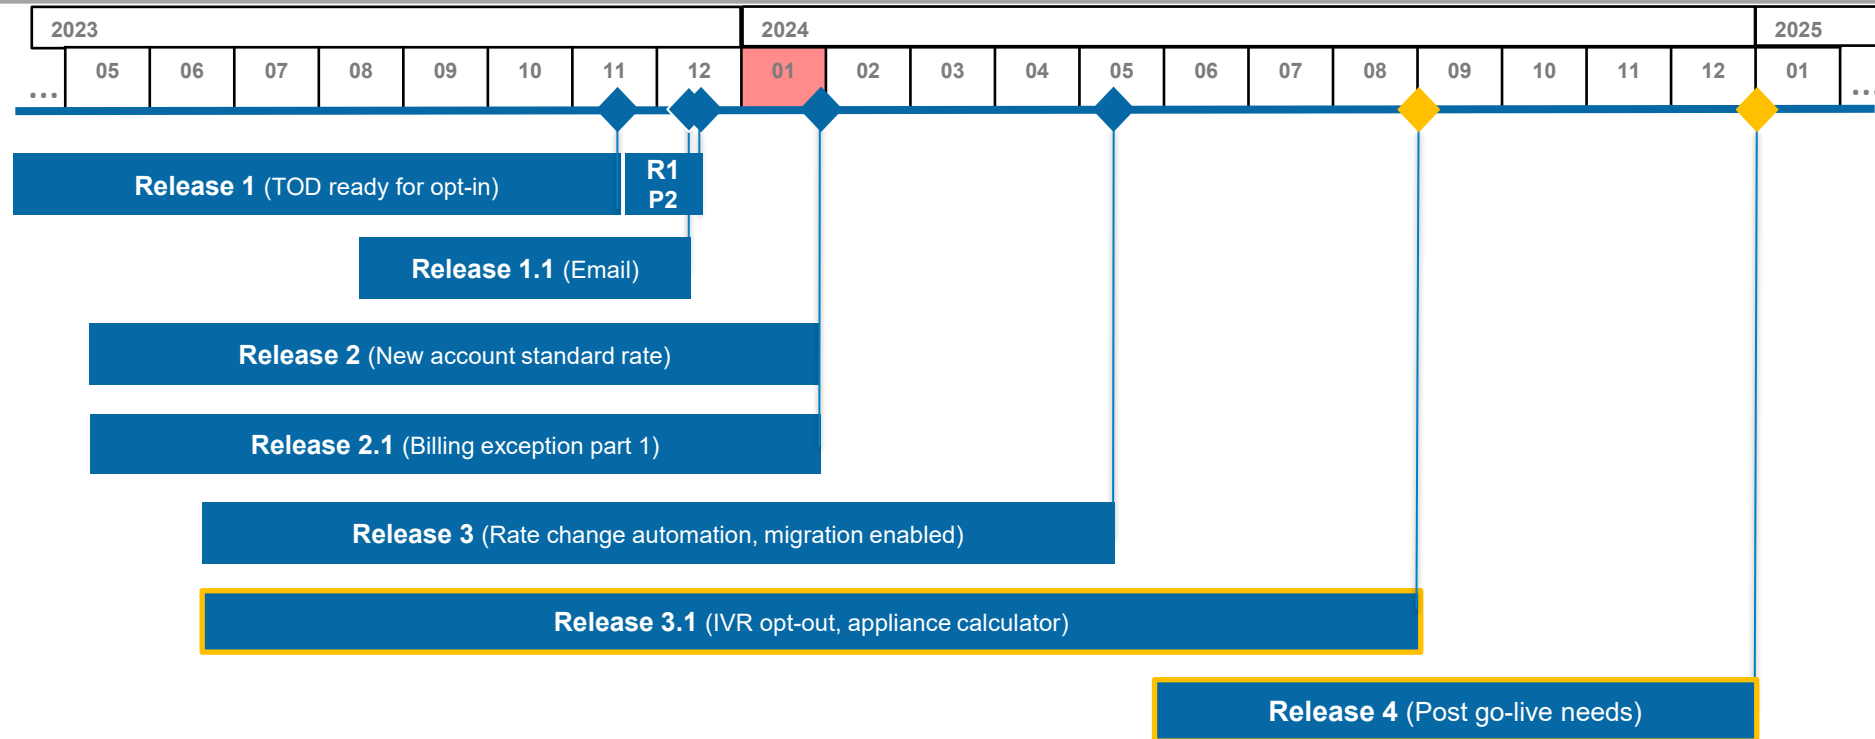 2023 2024 2025
... 05 06 07 08 09 10 11 12 01 02 03 04 05 06 07 08 09 10 11 12 01 ...
Release 1 (TOD ready for opt-in)
R1
P2
Release 1.1 (Email)
Release 2 (New account standard rate)
Release 2.1 (Billing exception part 1)
Release 3 (Rate change automation, migration enabled)
Release 3.1 (IVR opt-out, appliance calculator)
Release 4 (Post go-live needs)